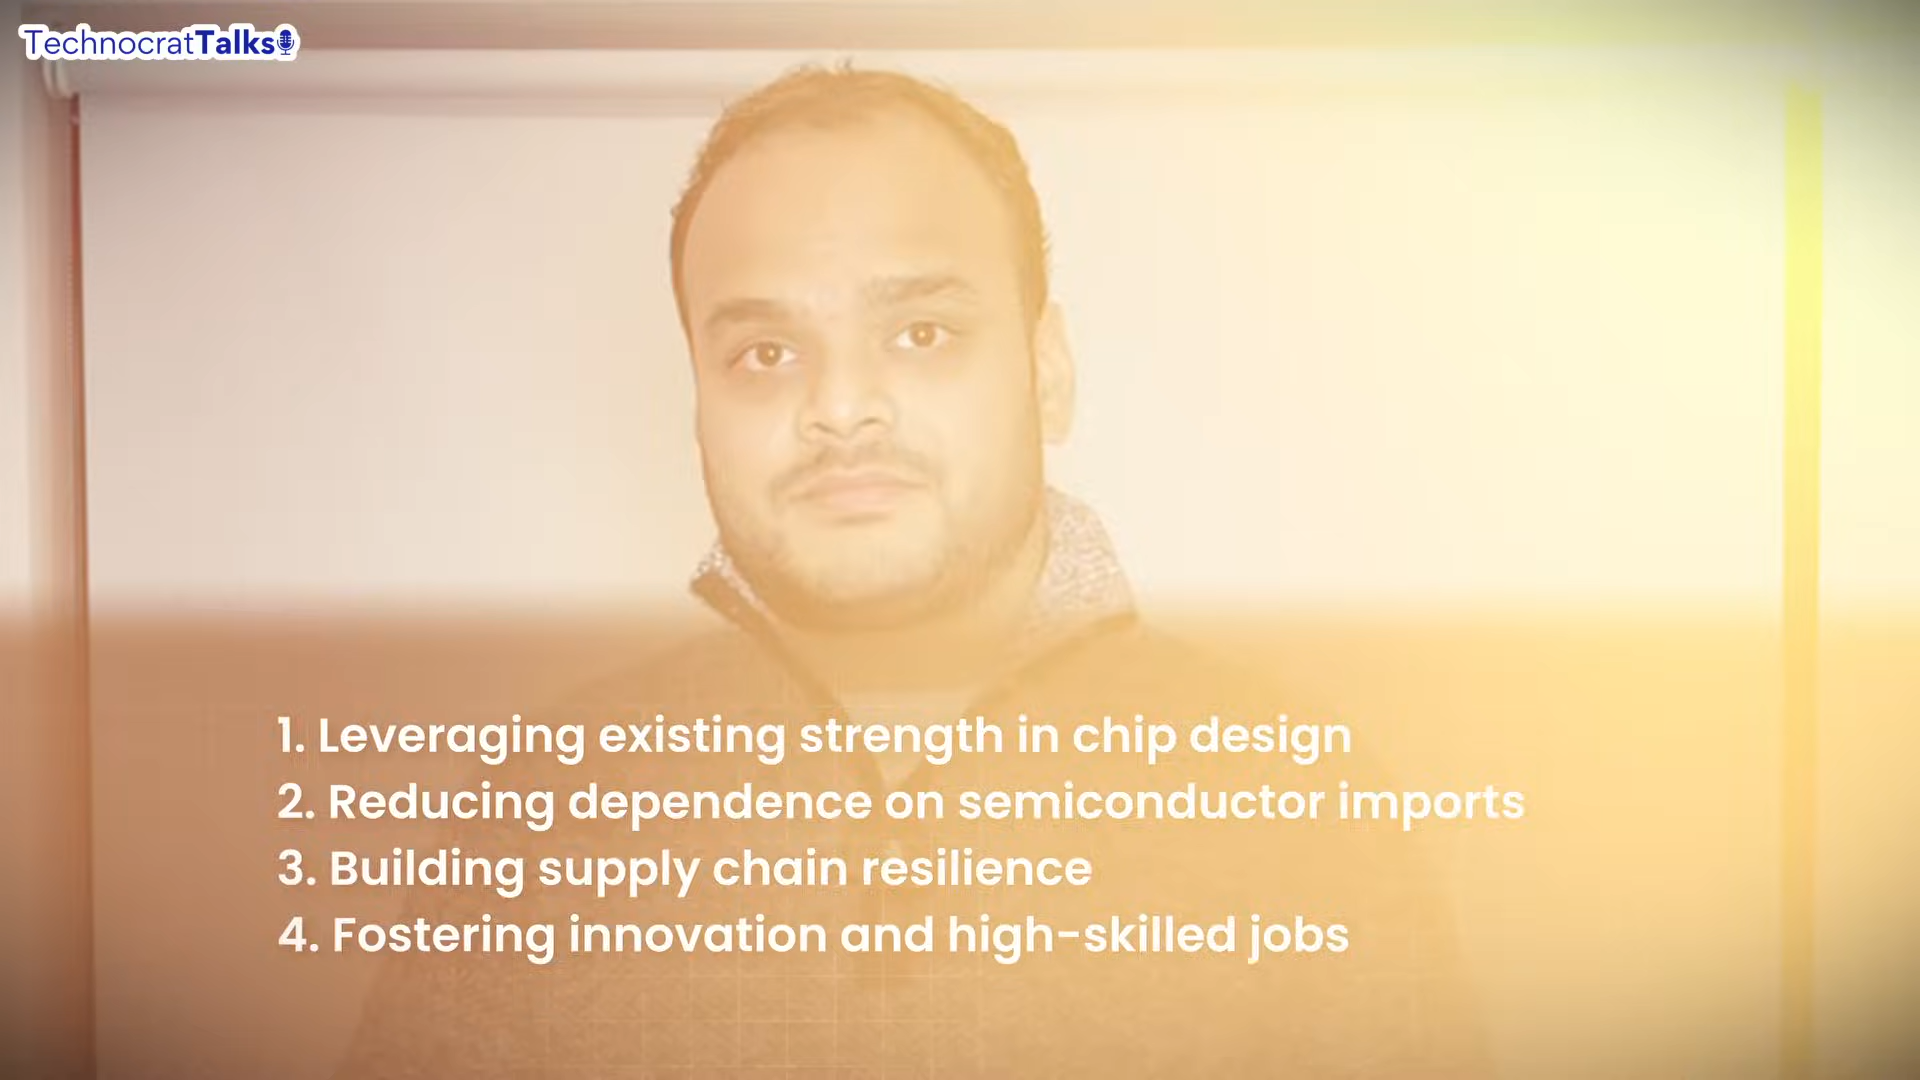 TechnocratTalks
1. Leveraging existing strength in chip design
2. Reducing dependence on semiconductor imports
3. Building supply chain resilience
4. Fostering innovation and high-skilled jobs